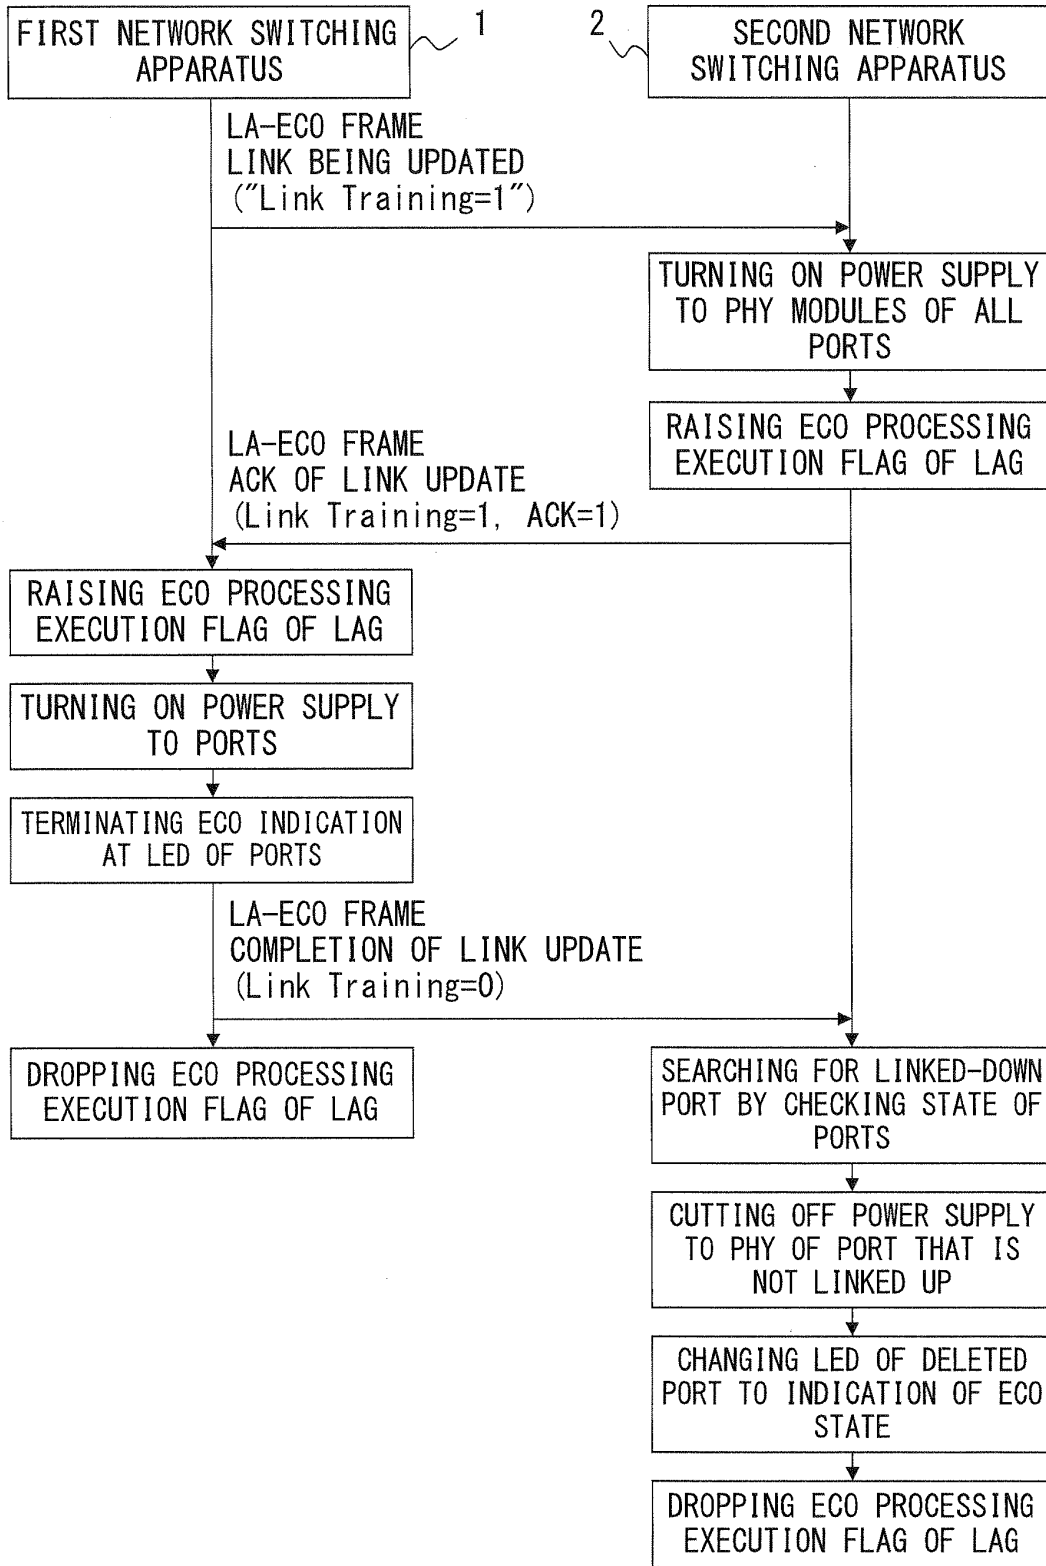 FIRST NETWORK SWITCHING
APPARATUS
1
2
SECOND NETWORK
SWITCHING APPARATUS
LA-ECO FRAME
LINK BEING UPDATED
("Link Training=1")
TURNING ON POWER SUPPLY
TO PHY MODULES OF ALL
PORTS
RAISING ECO PROCESSING
EXECUTION FLAG OF LAG
LA-ECO FRAME
ACK OF LINK UPDATE
(Link Training=1, ACK=1)
RAISING ECO PROCESSING
EXECUTION FLAG OF LAG
TURNING ON POWER SUPPLY
TO PORTS
TERMINATING ECO INDICATION
AT LED OF PORTS
LA-ECO FRAME
COMPLETION OF LINK UPDATE
(Link Training=0)
DROPPING ECO PROCESSING
EXECUTION FLAG OF LAG
SEARCHING FOR LINKED-DOWN
PORT BY CHECKING STATE OF
PORTS
CUTTING OFF POWER SUPPLY
TO PHY OF PORT THAT IS
NOT LINKED UP
CHANGING LED OF DELETED
PORT TO INDICATION OF ECO
STATE
DROPPING ECO PROCESSING
EXECUTION FLAG OF LAG